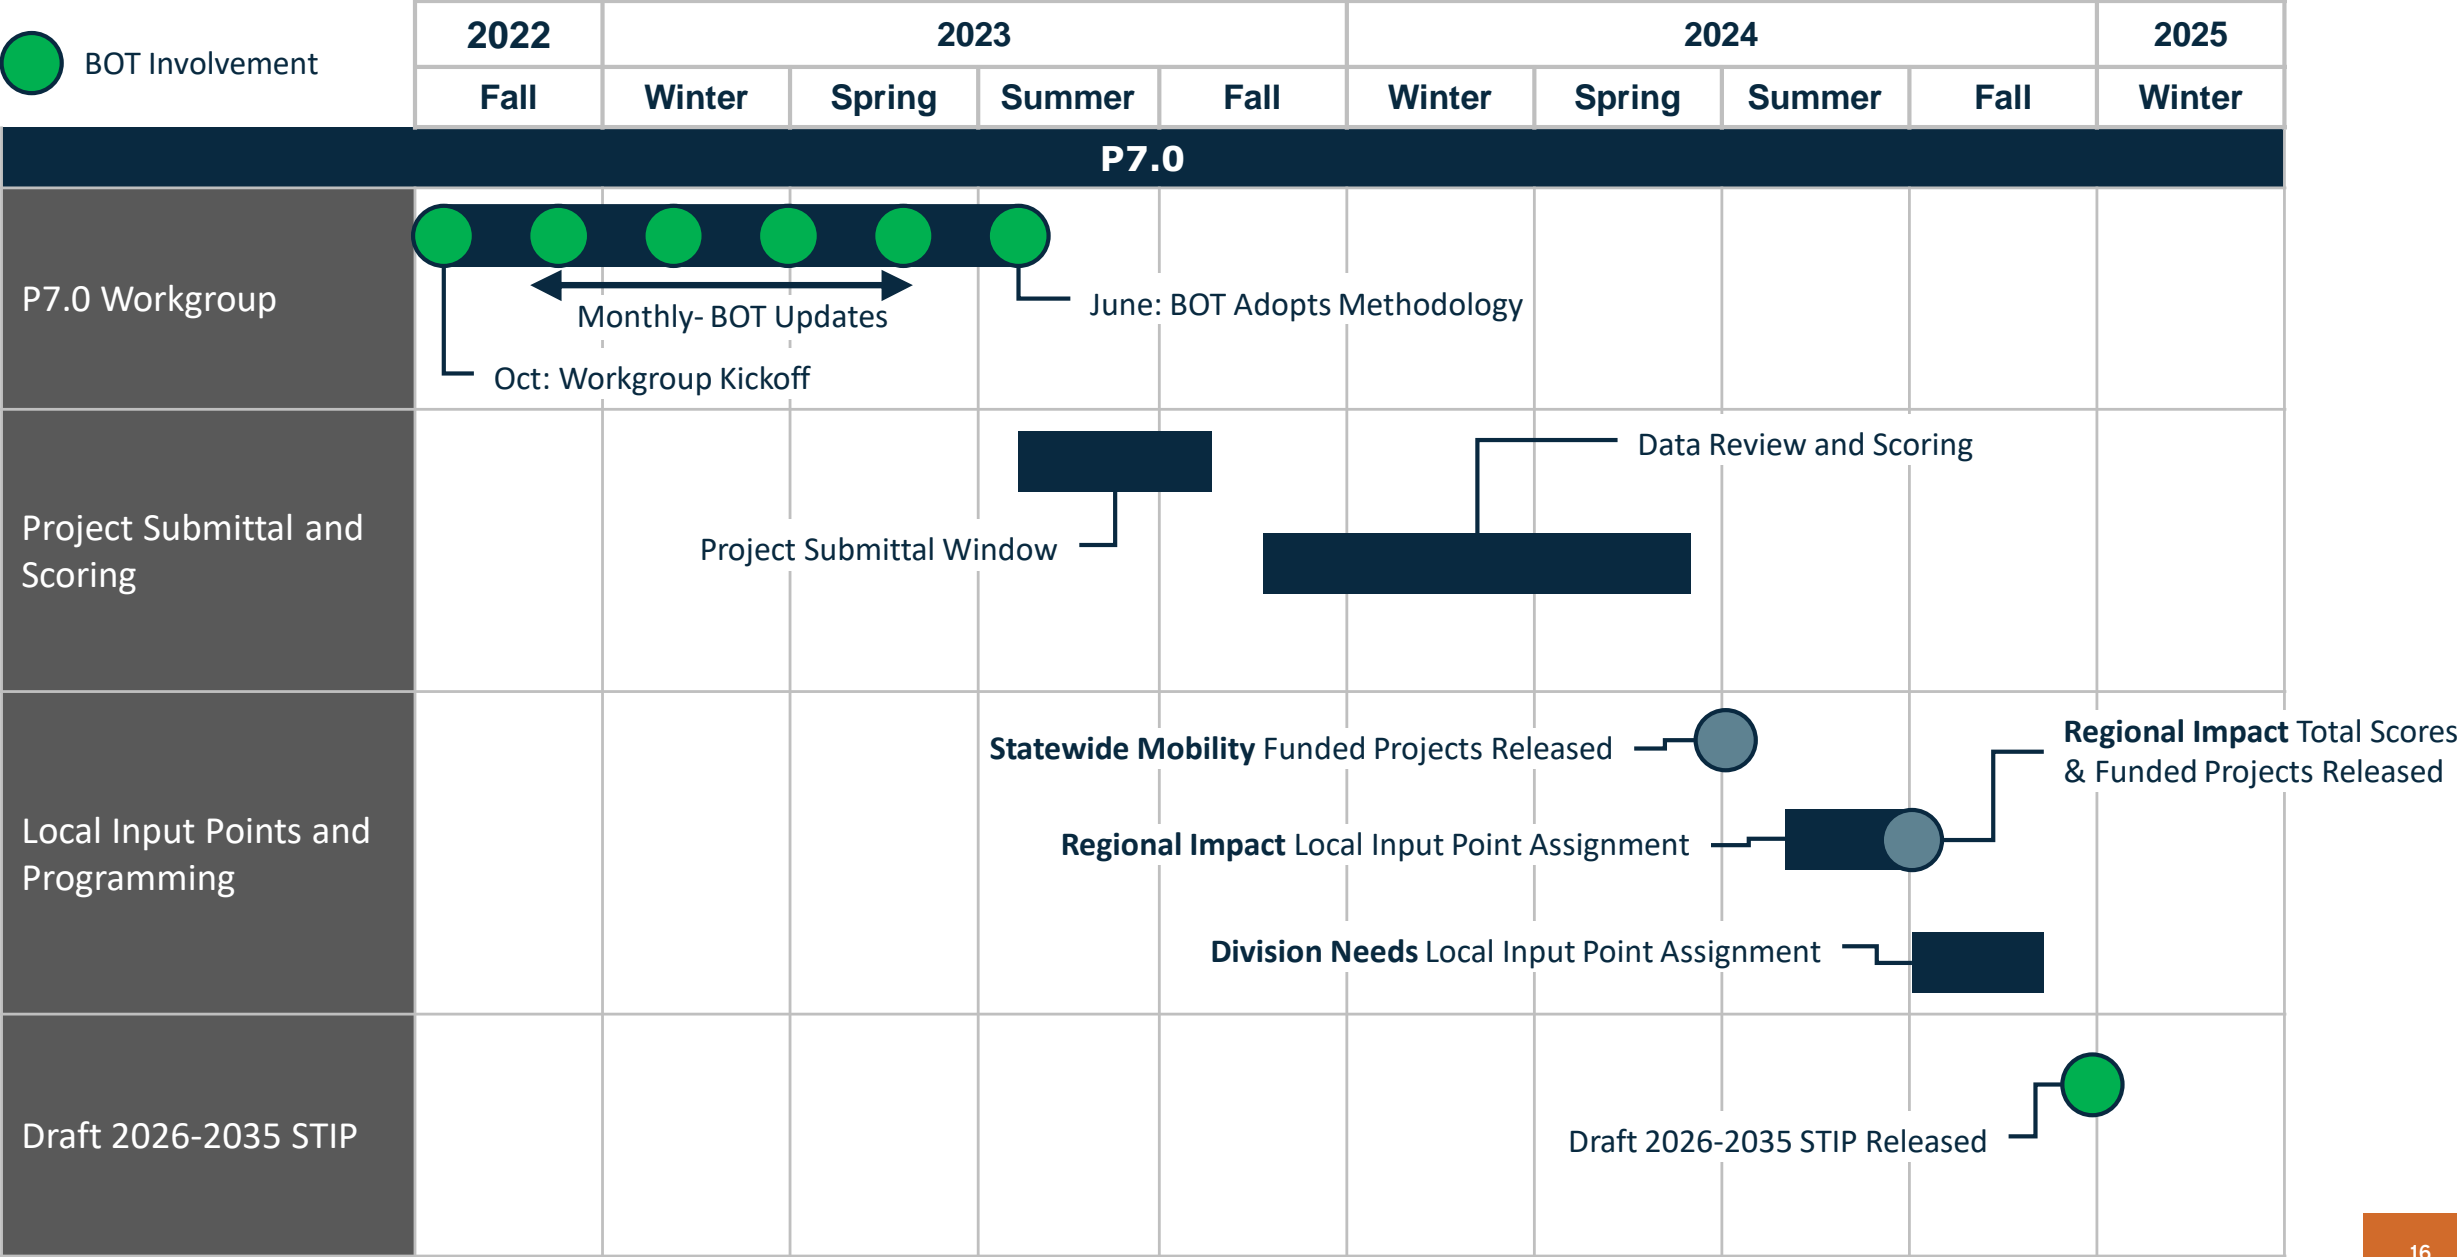 BOT Involvement
2022
2023
2024
2025
Fall
Winter
Spring
Summer
Fall
Winter
Spring
Summer
Fall
Winter
P7.0
P7.0 Workgroup
Monthly- BOT Updates
June: BOT Adopts Methodology
Oct: Workgroup Kickoff
Project Submittal and
Scoring
Data Review and Scoring
Project Submittal Window
Local Input Points and
Programming
Statewide Mobility Funded Projects Released
Regional Impact Total Scores
& Funded Projects Released
Regional Impact Local Input Point Assignment
Division Needs Local Input Point Assignment
Draft 2026-2035 STIP
Draft 2026-2035 STIP Released
16